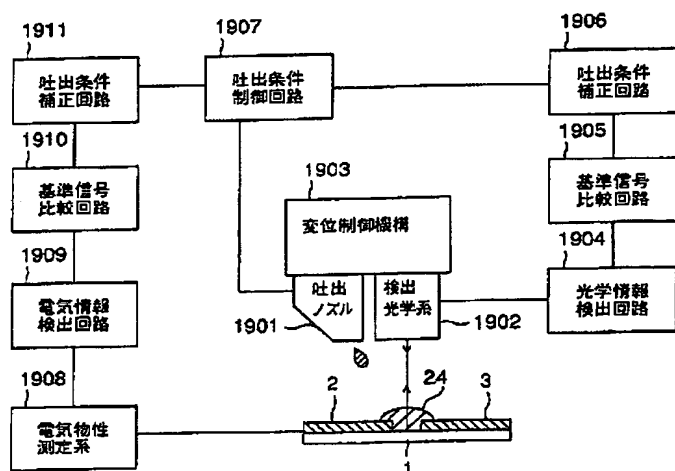 1911
吐出条件
補正回路
1907
吐出条件
制御回路
1906
吐出条件
補正回路
1910
基準信号
比較回路
1905
基準信号
比較回路
1903
変位制御機構
1909
電気情報
検出回路
吐出
ノズル
1901
検出
光学系
1902
1904
光学情報
検出回路
1908
電気物性
測定系
2
24
3
1